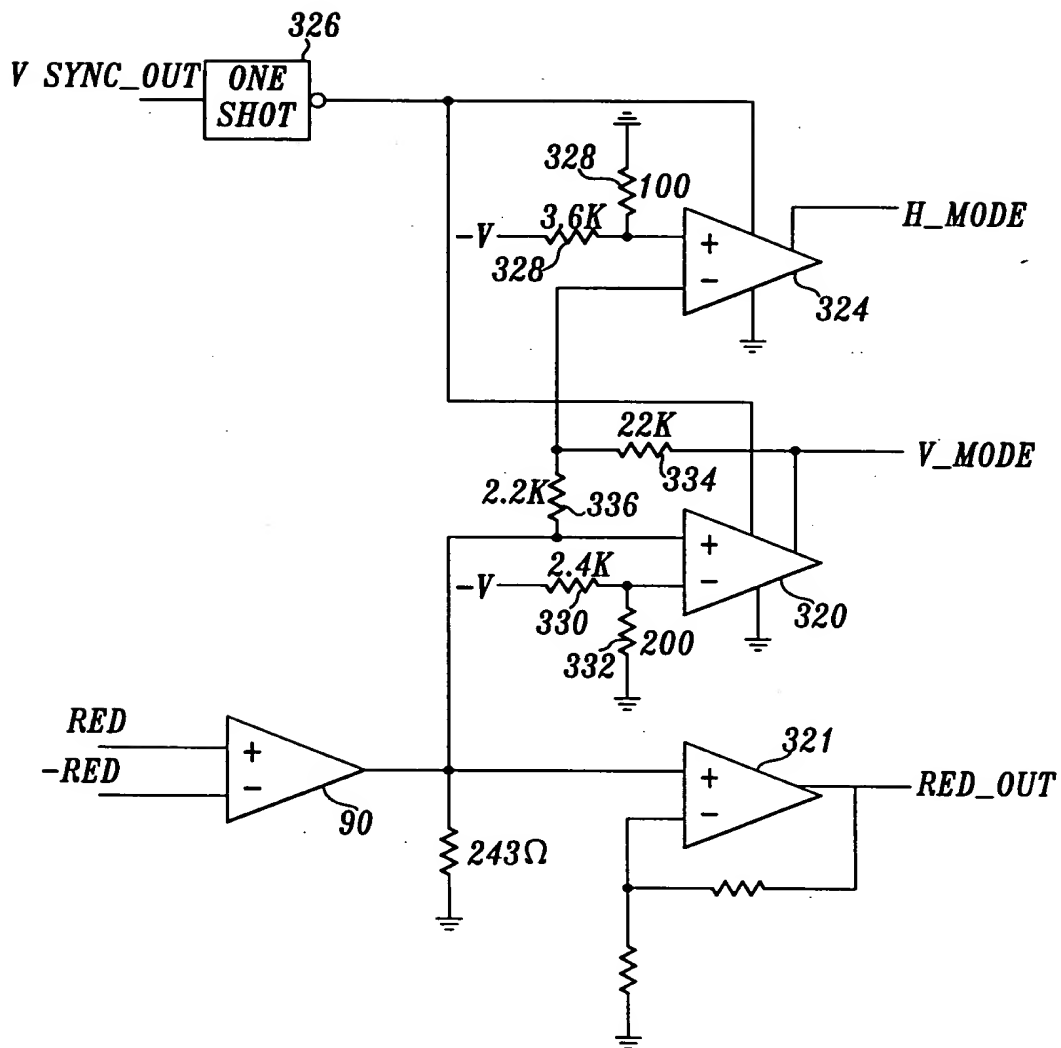 326
V SYNC_OUT
ONE
SHOT
328
100
3.6K
-V
328
+
-
H_MODE
324
22K
334
V_MODE
2.2K
336
+
-
2.4K
-V
330
320
332
200
RED
-RED
+
-
90
321
+
-
RED_OUT
243Ω